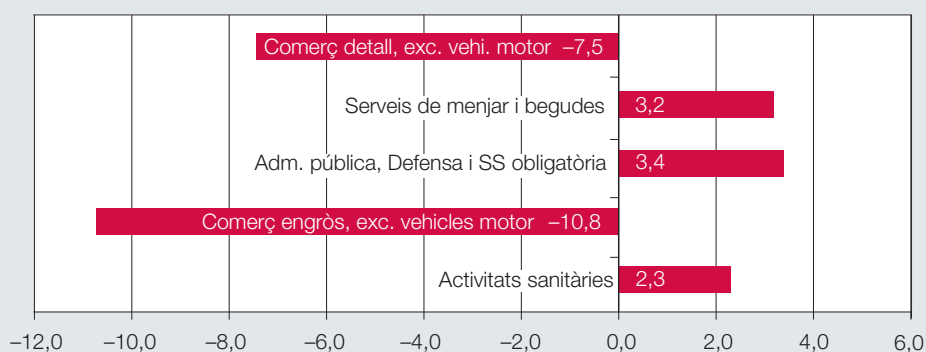 Comerç detall, exc. vehi. motor –7,5
Serveis de menjar i begudes 3,2
Adm. pública, Defensa i SS obligatòria 3,4
Comerç engròs, exc. vehicles motor –10,8
Activitats sanitàries 2,3
–12,0 –10,0 –8,0 –6,0 –4,0 –2,0 0,0 2,0 4,0 6,0